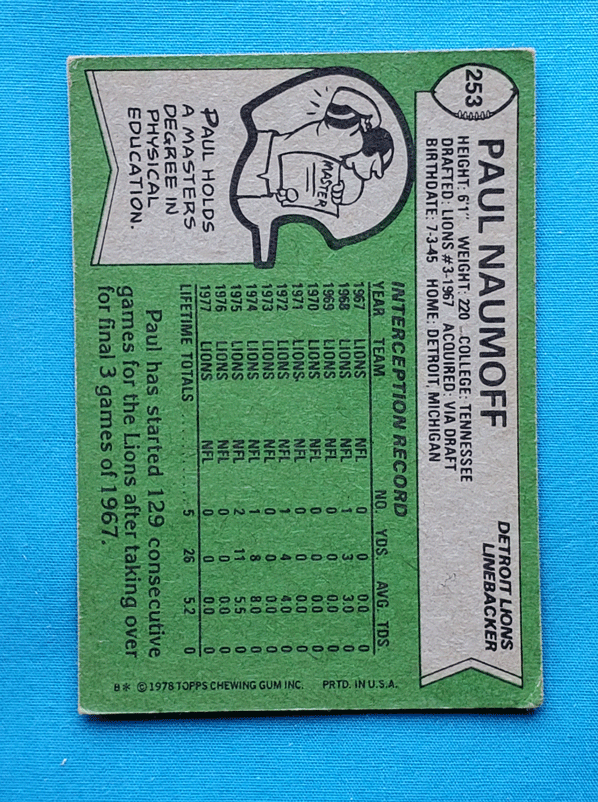 253
PAUL NAUMOFF
DETROIT LIONS
LINEBACKER
HEIGHT: 6'1" WEIGHT: 220 COLLEGE: TENNESSEE
DRAFTED: LIONS #3-1967 ACQUIRED: VIA DRAFT
BIRTHDATE: 7-3-45 HOME: DETROIT, MICHIGAN
INTERCEPTION RECORD
YEAR TEAM NO. YDS. AVG. TDS.
1967 LIONS NFL 0 0 0.0 0
1968 LIONS NFL 1 3 3.0 0
1969 LIONS NFL 0 0 0.0 0
1970 LIONS NFL 0 0 0.0 0
1971 LIONS NFL 0 0 0.0 0
1972 LIONS NFL 1 4 4.0 0
1973 LIONS NFL 0 0 0.0 0
1974 LIONS NFL 1 8 8.0 0
1975 LIONS NFL 2 11 5.5 0
1976 LIONS NFL 0 0 0.0 0
1977 LIONS NFL 0 0 0.0 0
LIFETIME TOTALS ........ 5 26 5.2 0
Paul has started 129 consecutive
games for the Lions after taking over
for final 3 games of 1967.
MASTER
PAUL HOLDS
A MASTERS
DEGREE IN
PHYSICAL
EDUCATION.
B* © 1978 TOPPS CHEWING GUM INC. PRTD. IN U.S.A.